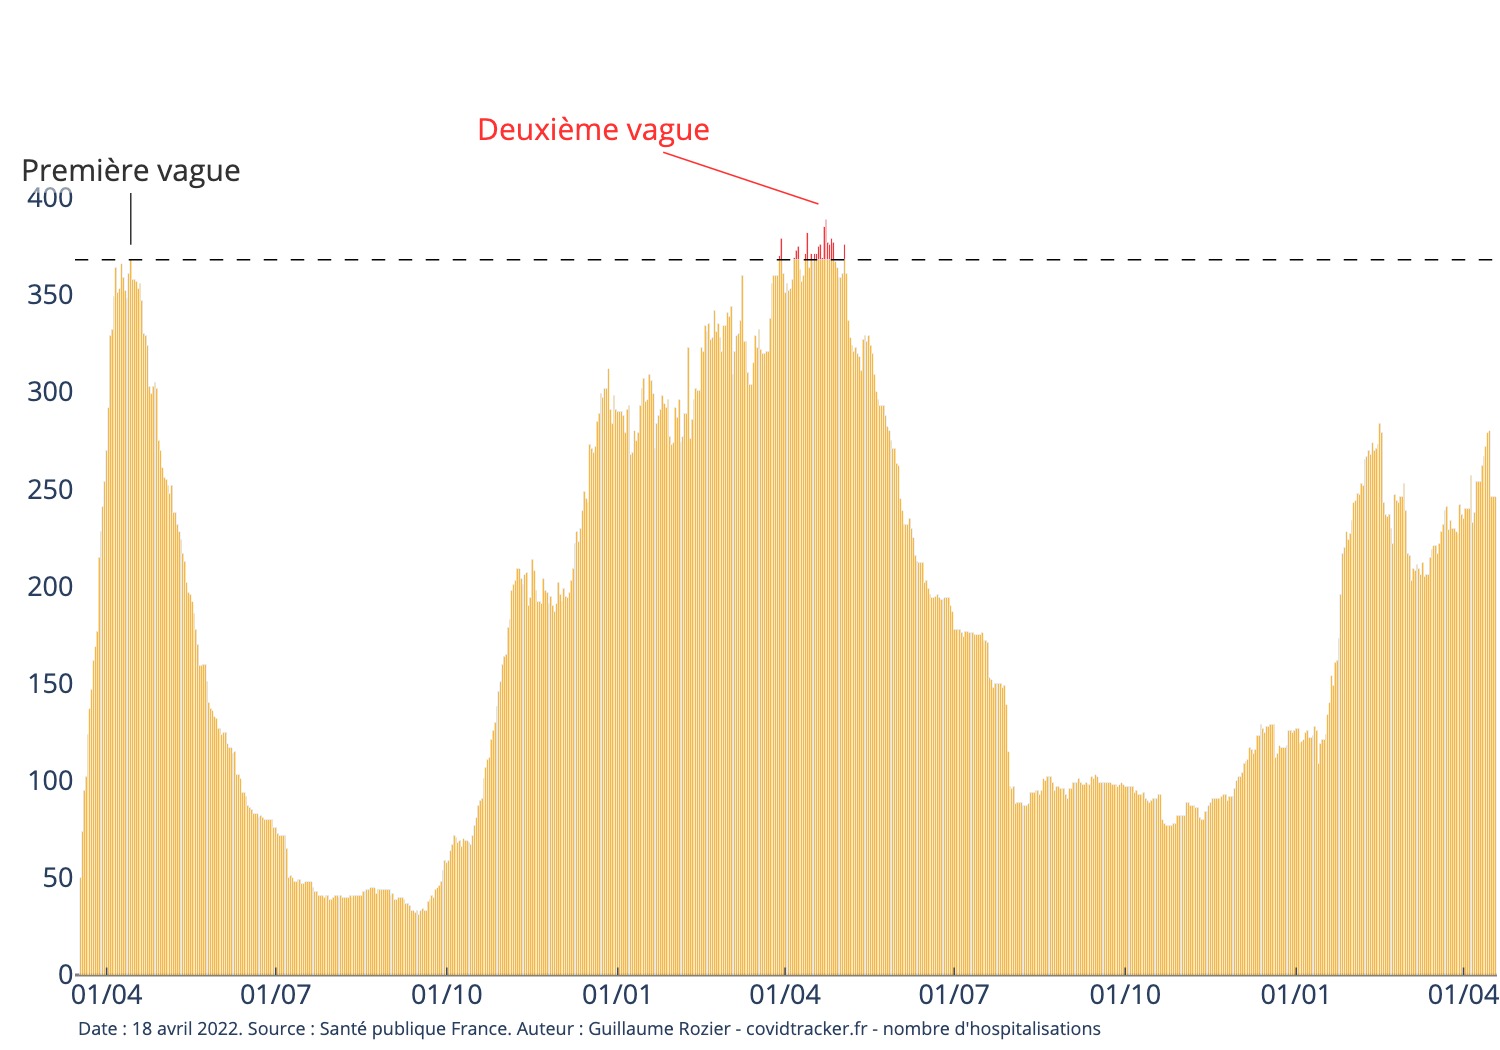 Deuxième vague
Première vague
400
350
300
250
200
150
100
50
0
01/04 01/07 01/10 01/01 01/04 01/07 01/10 01/01 01/04
Date : 18 avril 2022. Source : Santé publique France. Auteur : Guillaume Rozier - covidtracker.fr - nombre d'hospitalisations